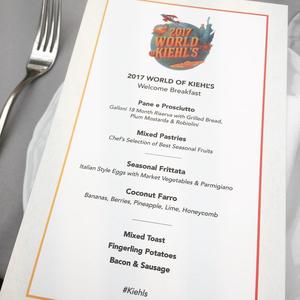 2017
WORLD
OF
KIEHL'S
2017 WORLD OF KIEHL'S
Welcome Breakfast
Pane e Prosciutto
Galloni 18 Month Riserva with Grilled Bread,
Plum Mostarda & Robiolini
Mixed Pastries
Chef's Selection of Best Seasonal Fruits
Seasonal Frittata
Italian Style Eggs with Market Vegetables & Parmigiano
Coconut Farro
Bananas, Berries, Pineapple, Lime, Honeycomb
Mixed Toast
Fingerling Potatoes
Bacon & Sausage
#Kiehls